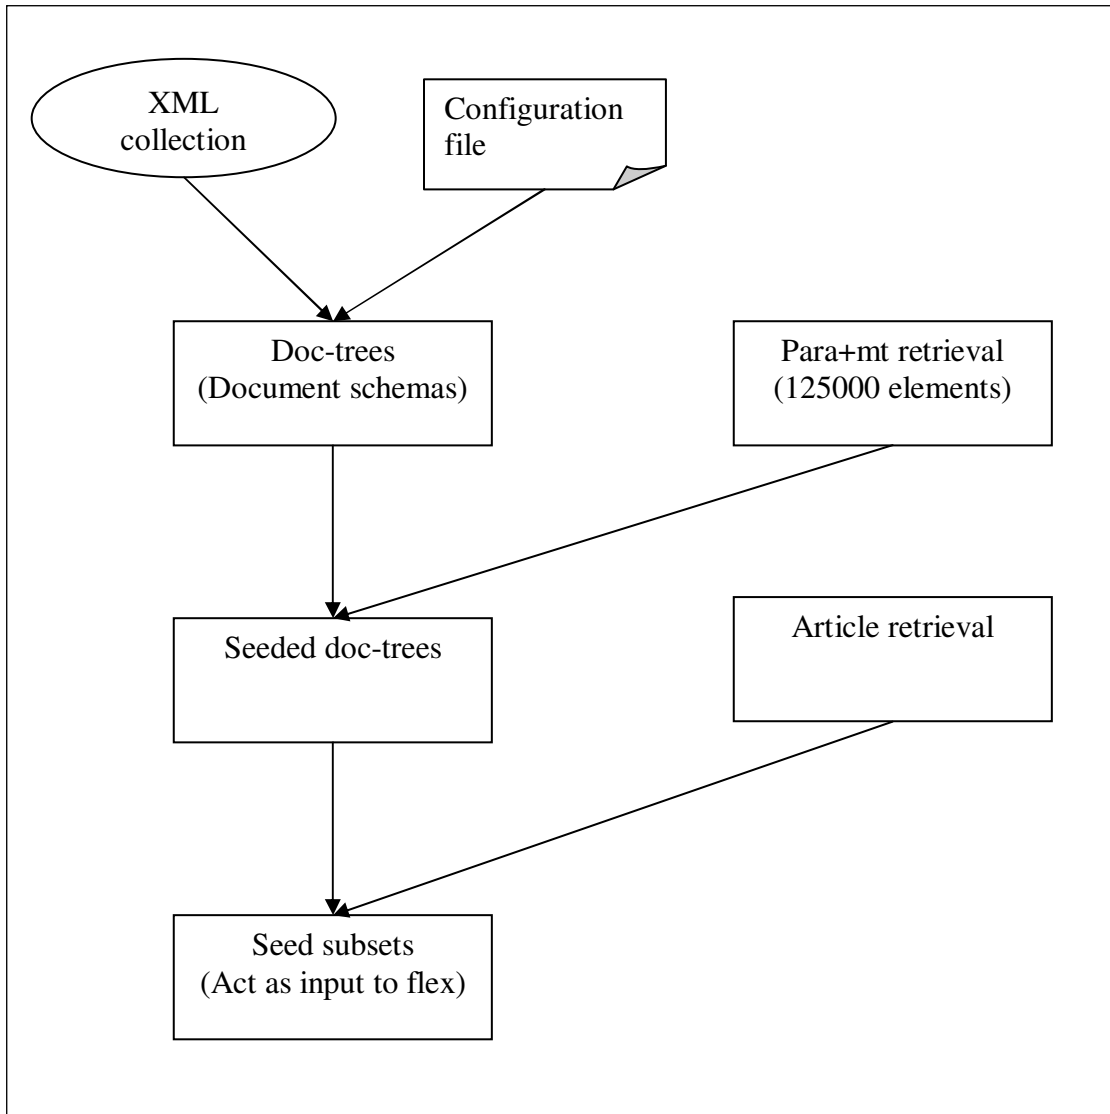 XML
collection
Configuration
file
Doc-trees
(Document schemas)
Para+mt retrieval
(125000 elements)
Seeded doc-trees
Article retrieval
Seed subsets
(Act as input to flex)